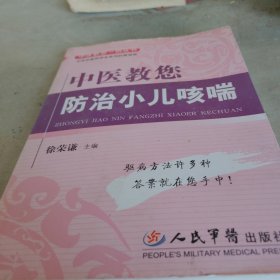 中医教您
防治小儿咳喘
ZHONGYI JIAO NIN FANGZHI XIAOER KECHUAN
徐荣谦 主编
驱病方法许多种
答案就在您手中！
人民军医出版社
PEOPLE'S MILITARY MEDICAL PRESS